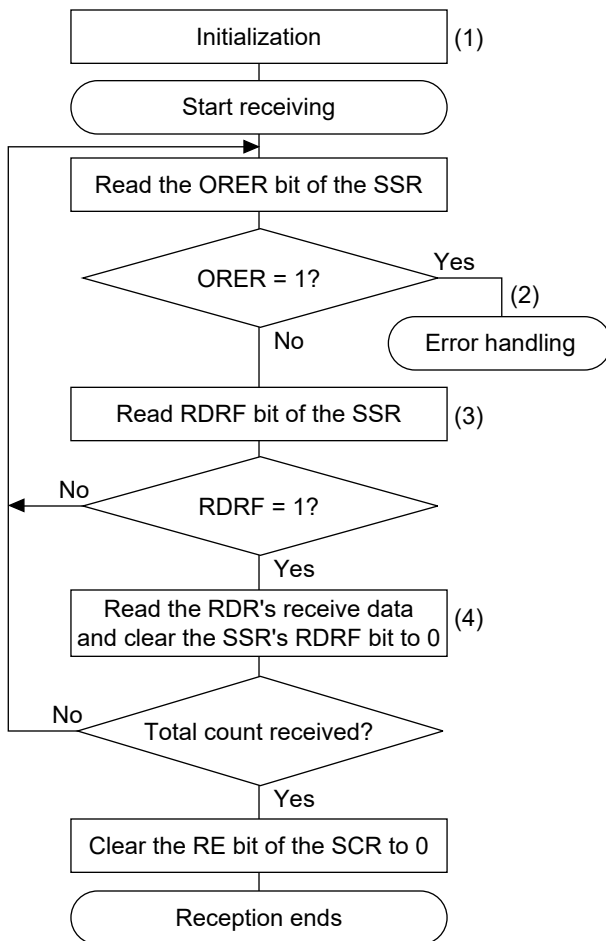 Initialization
(1)
Start receiving
Read the ORER bit of the SSR
ORER = 1?
Yes
(2)
Error handling
No
Read RDRF bit of the SSR
(3)
No
RDRF = 1?
Yes
Read the RDR's receive data
and clear the SSR's RDRF bit to 0
(4)
No
Total count received?
Yes
Clear the RE bit of the SCR to 0
Reception ends